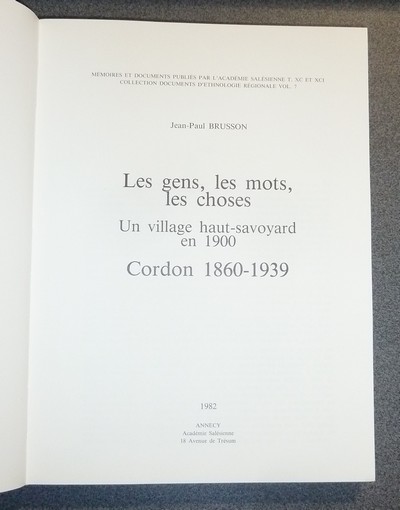 MÉMOIRES ET DOCUMENTS PUBLIÉS PAR L'ACADÉMIE SALÉSIENNE T. XC ET XCI
COLLECTION DOCUMENTS D'ETHNOLOGIE RÉGIONALE VOL. 7
Jean-Paul BRUSSON
Les gens, les mots,
les choses
Un village haut-savoyard
en 1900
Cordon 1860-1939
1982
ANNECY
Académie Salésienne
18 Avenue de Trésum